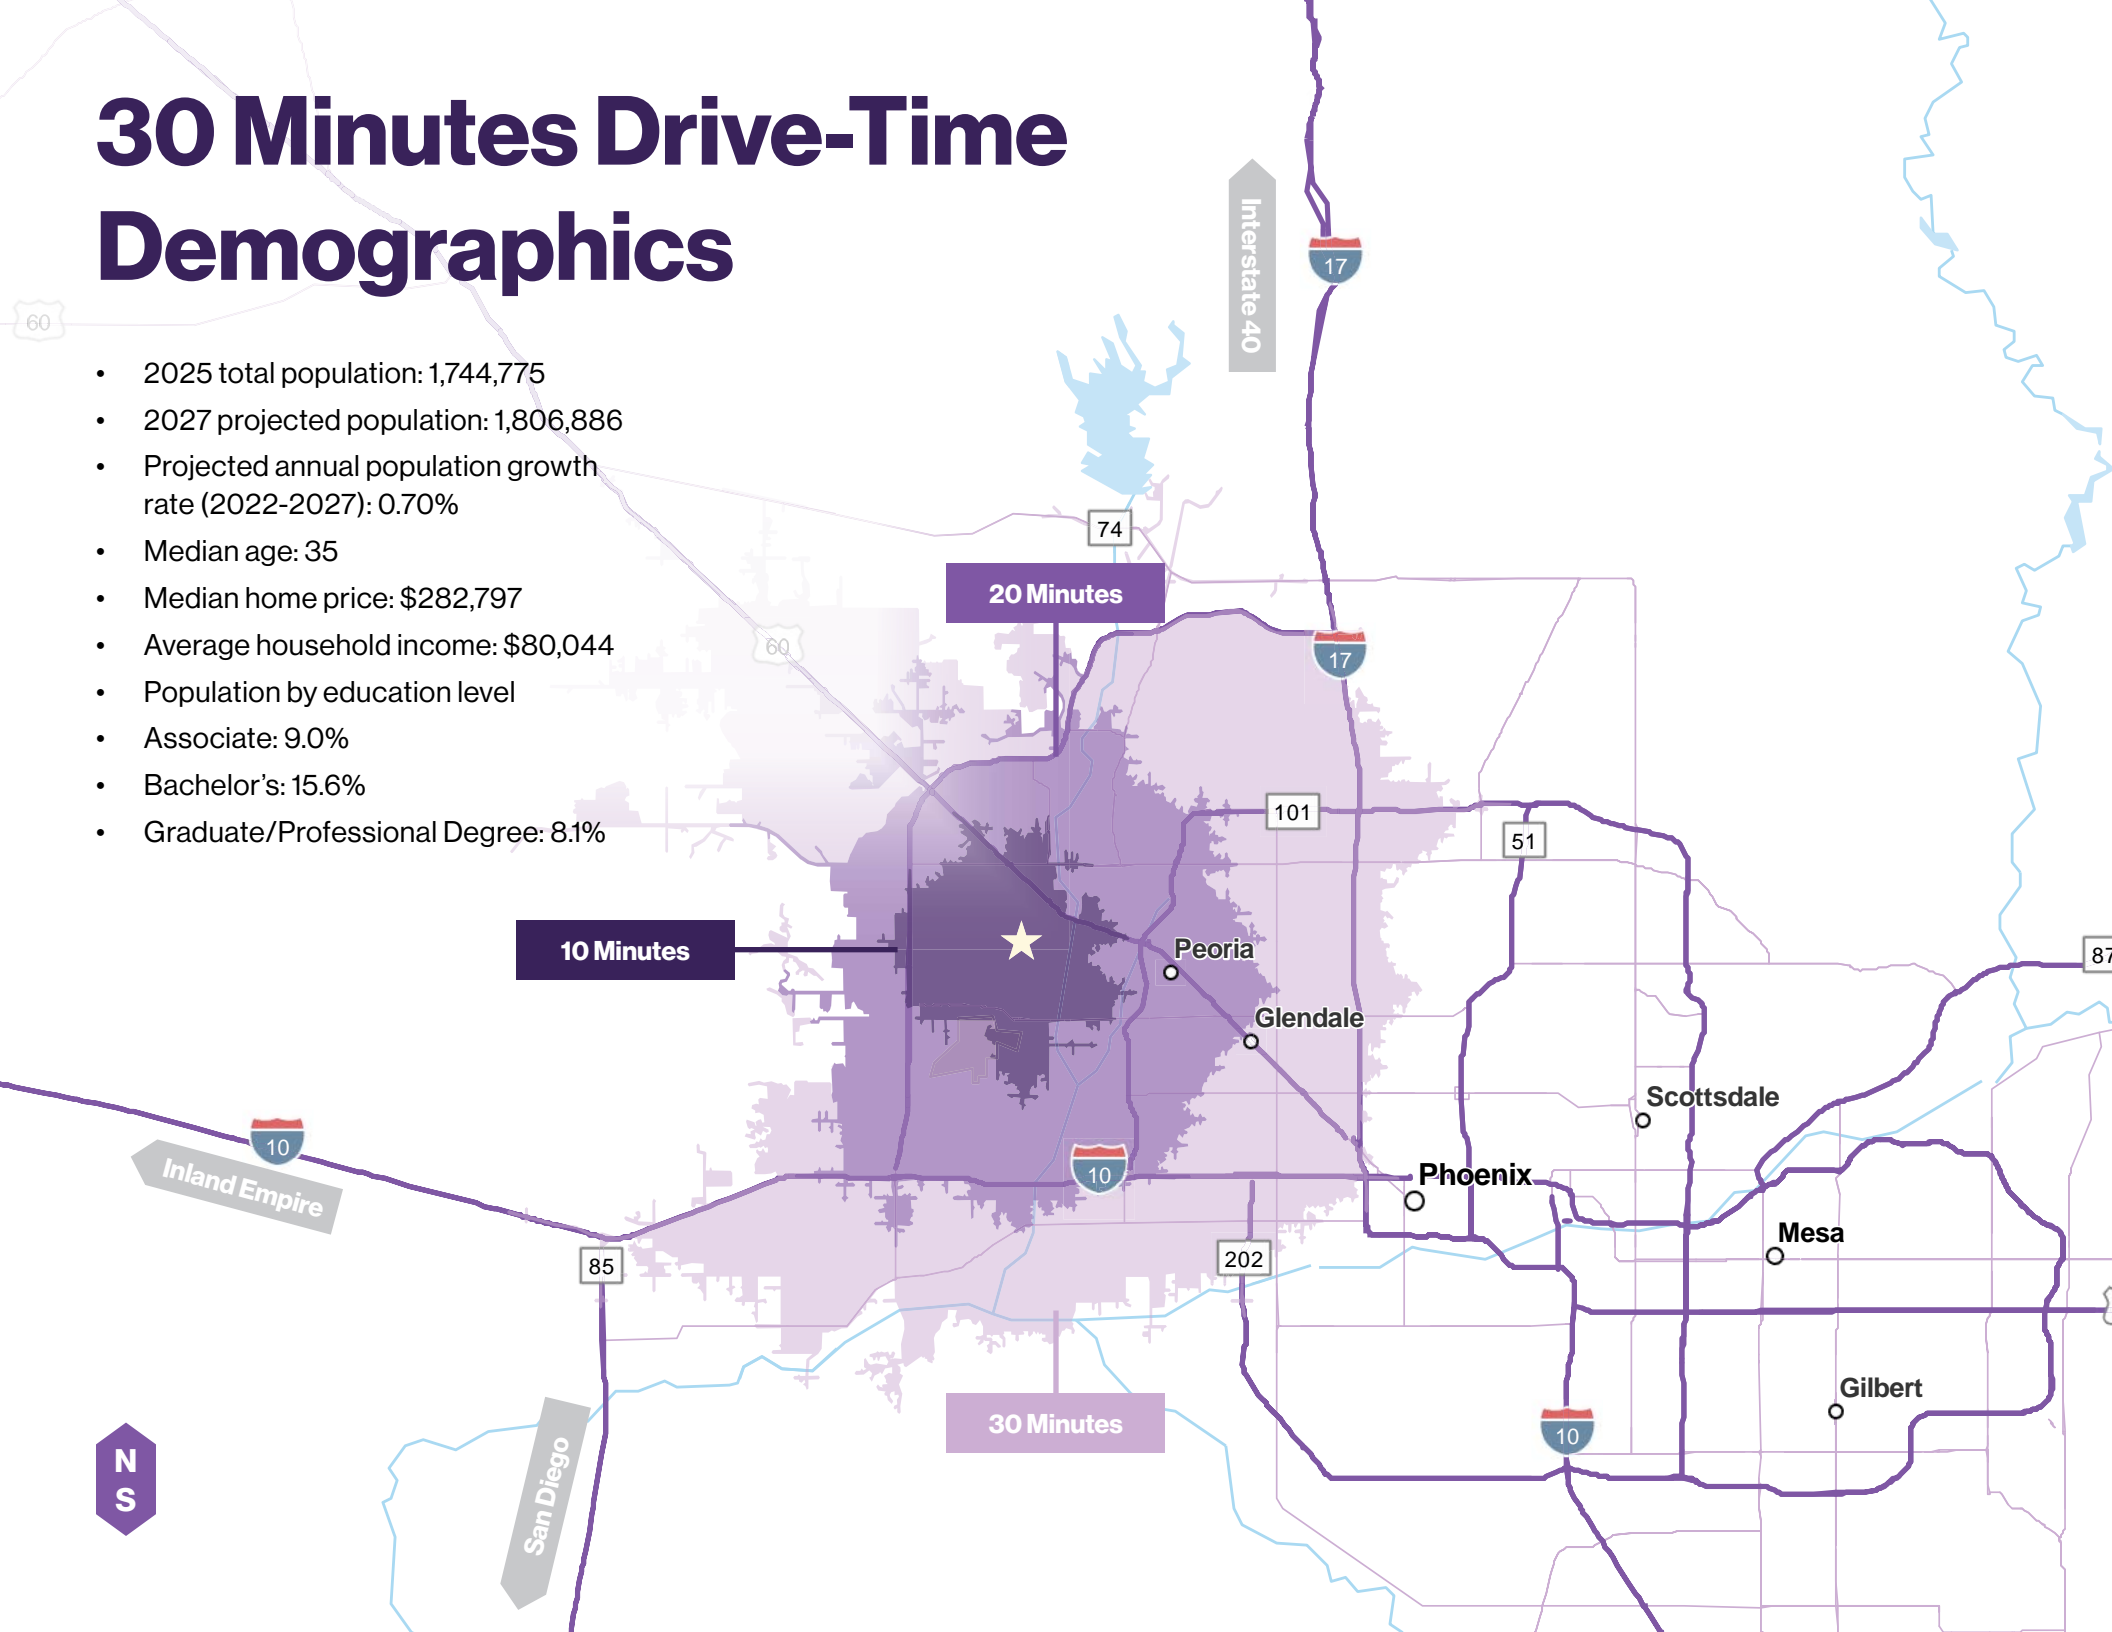 30 Minutes Drive-Time
Demographics
• 2025 total population: 1,744,775
• 2027 projected population: 1,806,886
• Projected annual population growth
rate (2022-2027): 0.70%
• Median age: 35
• Median home price: $282,797
• Average household income: $80,044
• Population by education level
• Associate: 9.0%
• Bachelor’s: 15.6%
• Graduate/Professional Degree: 8.1%
Interstate 40
17
60
74
20 Minutes
60
17
101
51
10 Minutes
Peoria
87
Glendale
Scottsdale
10
Inland Empire
10
Phoenix
Mesa
85
202
30 Minutes
Gilbert
10
San Diego
N
S